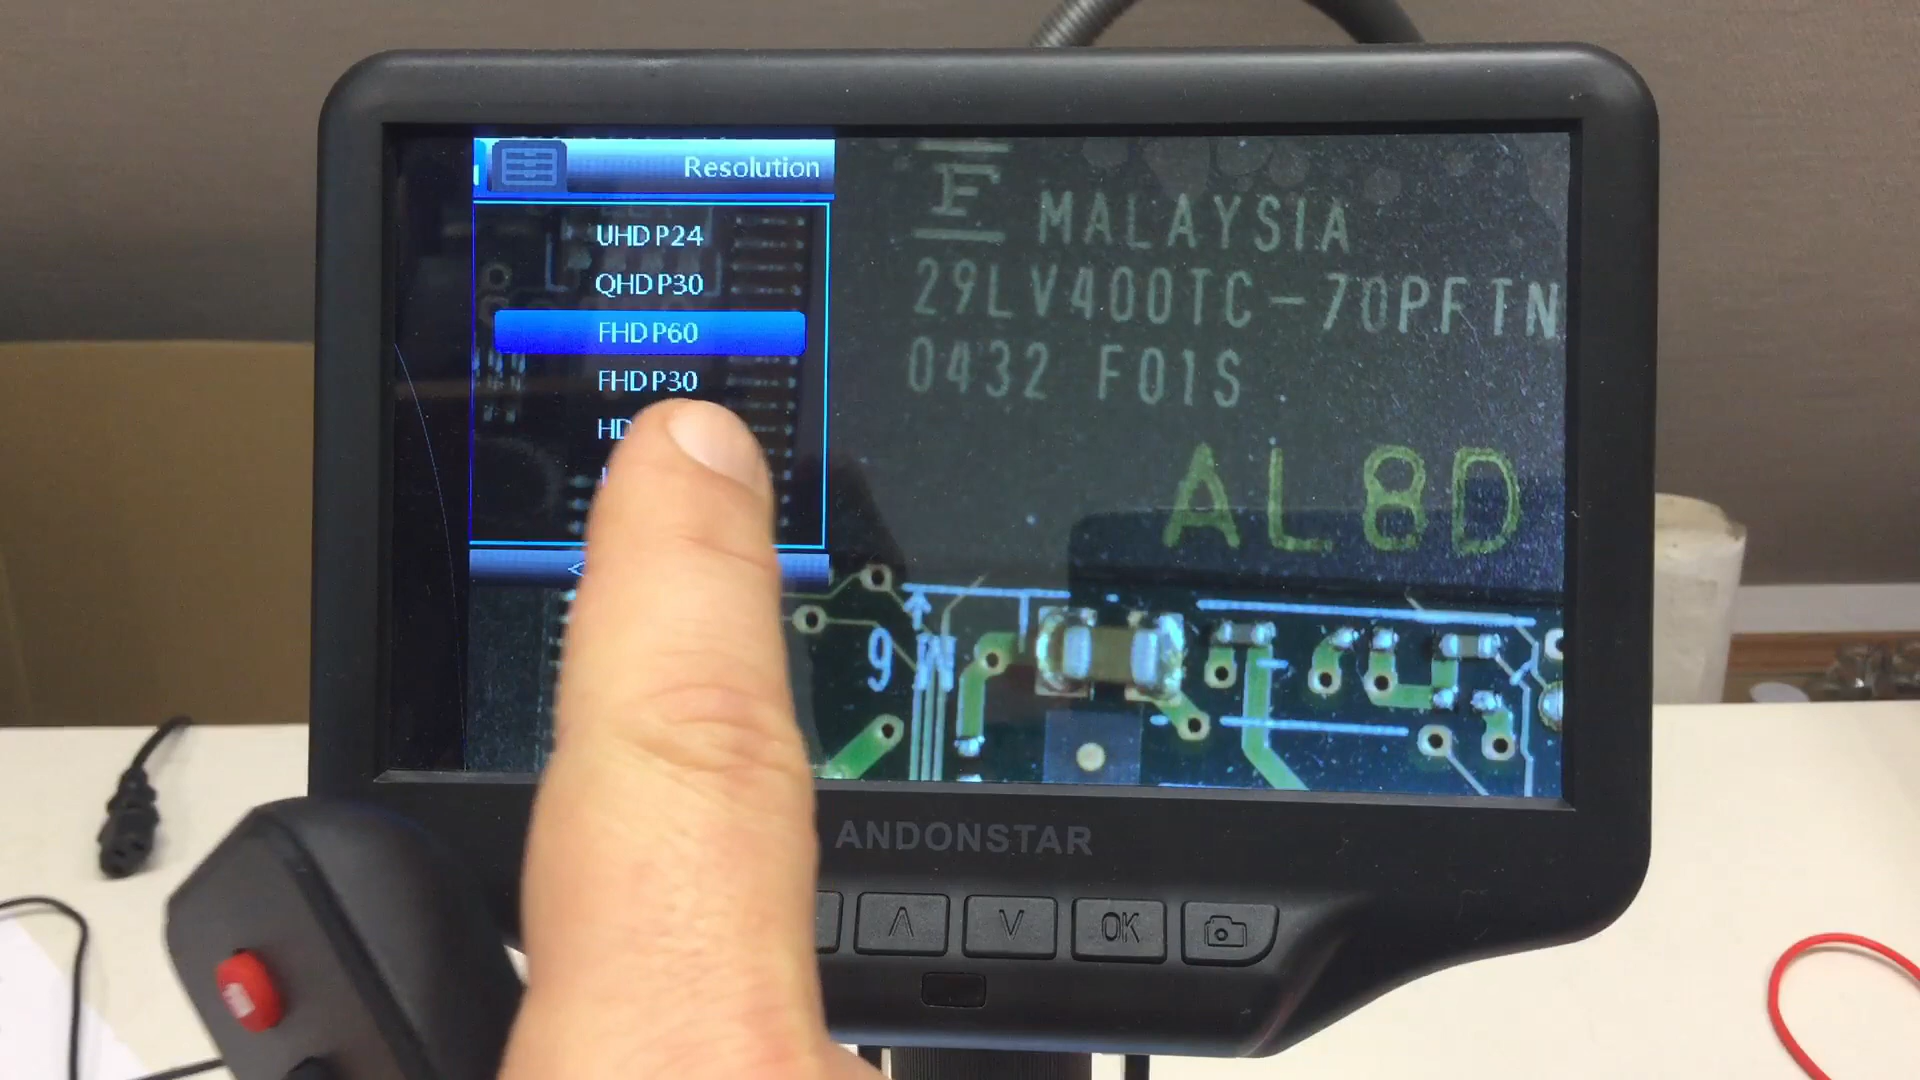 Resolution
UHD P24
QHD P30
FHD P60
FHD P30
F MALAYSIA
29LV400TC-70PFTN
0432 F01S
AL8D
ANDONSTAR
OK